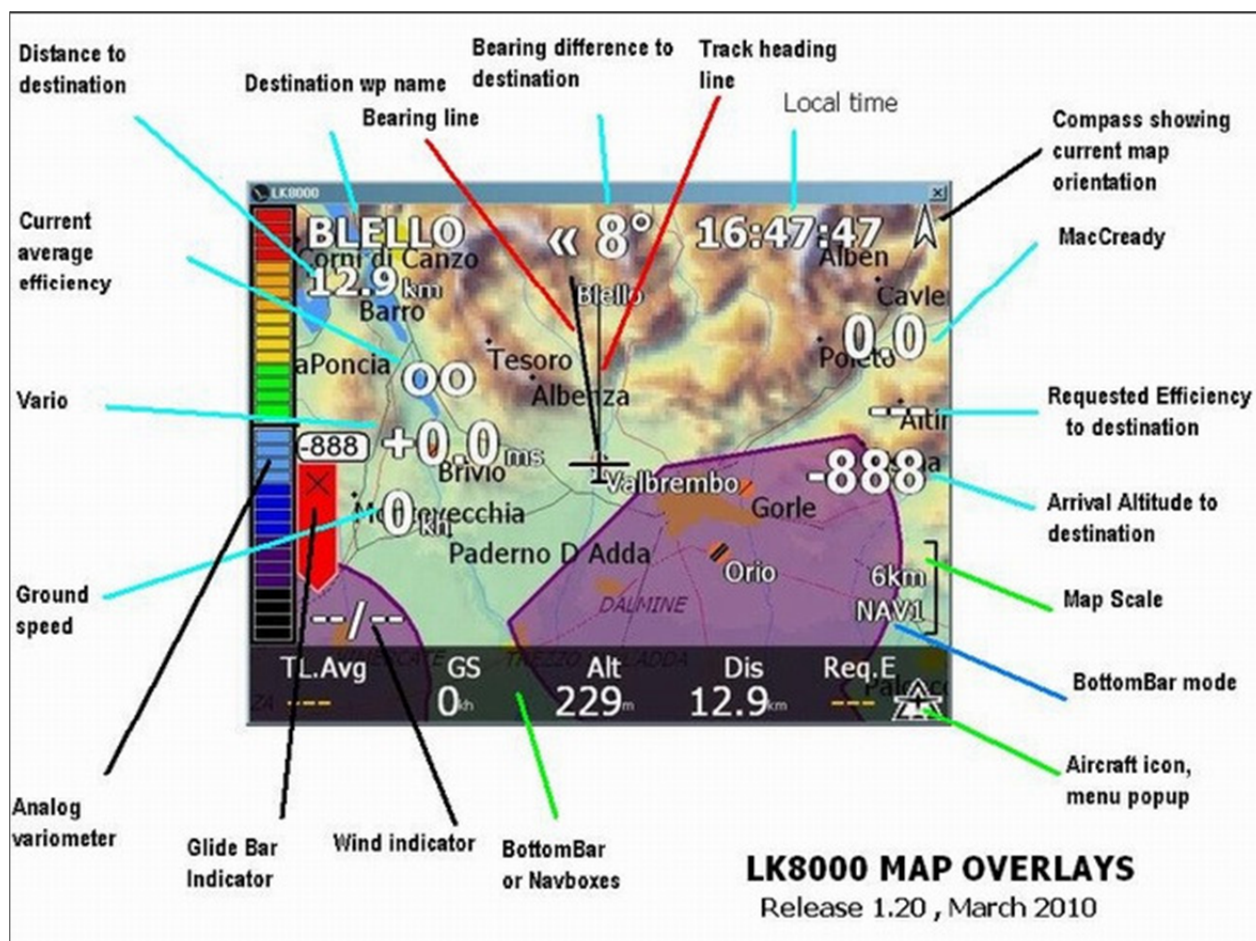 Distance to
destination
Destination wp name
Bearing line
Bearing difference to
destination
Track heading
line
Local time
Compass showing
current map
orientation
Current
average
efficiency
MacCready
Vario
Requested Efficiency
to destination
Arrival Altitude to
destination
Ground
speed
Map Scale
BottomBar mode
Aircraft icon,
menu popup
Analog
variometer
Glide Bar
Indicator
Wind indicator
BottomBar
or Navboxes
LK8000
BLELLO
« 8°
16:47:47
orni di Canzo
Alben
12.9 km
Blello
Cavle
Barro
0.0
Poleto
aPoncia
Tesoro
Albenza
OO
---
Altin
-888
+0.0 ms
Brivio
Valbrembo
-888
Gorle
0 kh
Paderno D Adda
Orio
6km
DALMINE
NAV1
--/--
TL.Avg
GS
Alt
Dis
Req.E
---
0 kh
229 m
12.9 km
---
LK8000 MAP OVERLAYS
Release 1.20 , March 2010